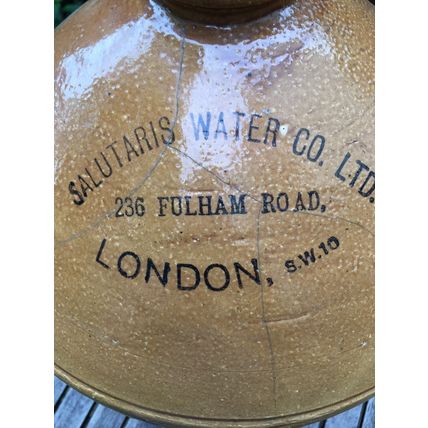 SALUTARIS WATER CO. LTD.
236 FULHAM ROAD,
LONDON, S.W.10